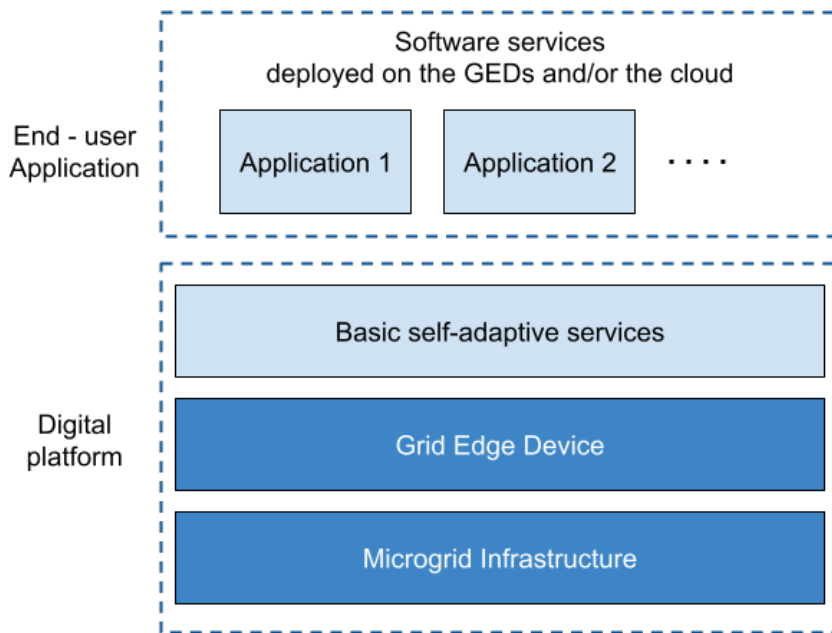 Software services
deployed on the GEDs and/or the cloud
End - user
Application
Application 1
Application 2
. . . .
Basic self-adaptive services
Digital
platform
Grid Edge Device
Microgrid Infrastructure